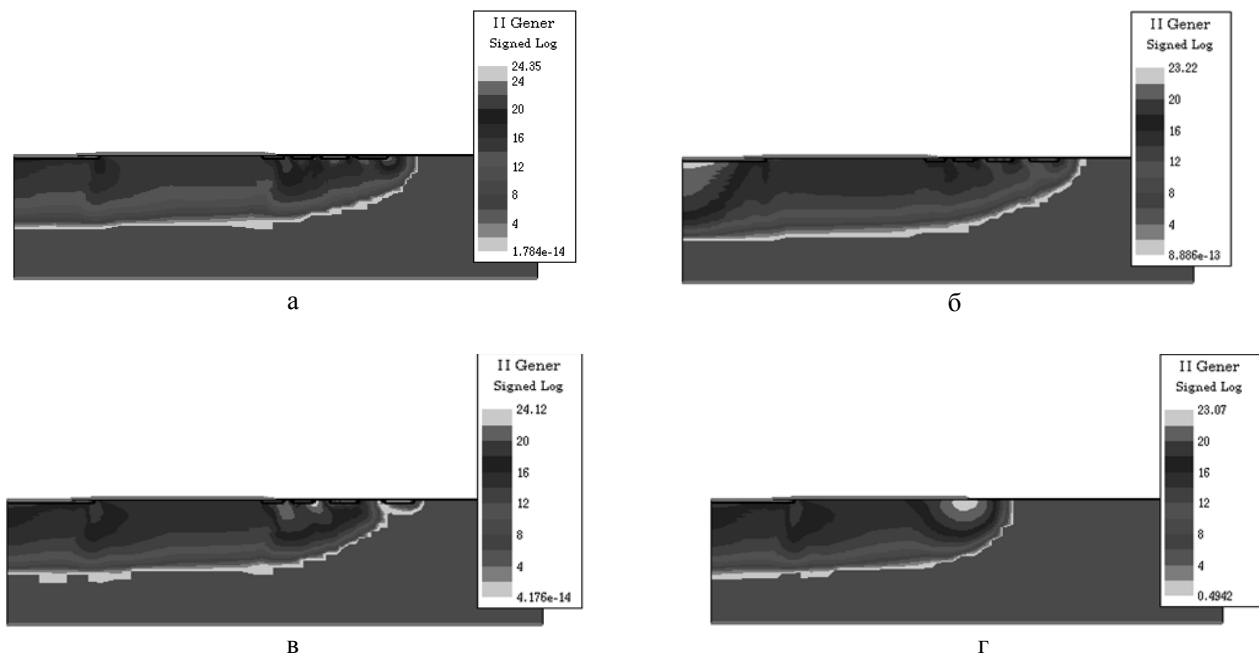 II Gener
Signed Log
24.35
24
20
16
12
8
4
1.784e-14
а
II Gener
Signed Log
23.22
20
16
12
8
4
8.886e-13
б
II Gener
Signed Log
24.12
20
16
12
8
4
4.176e-14
в
II Gener
Signed Log
23.07
20
16
12
8
4
0.4942
г